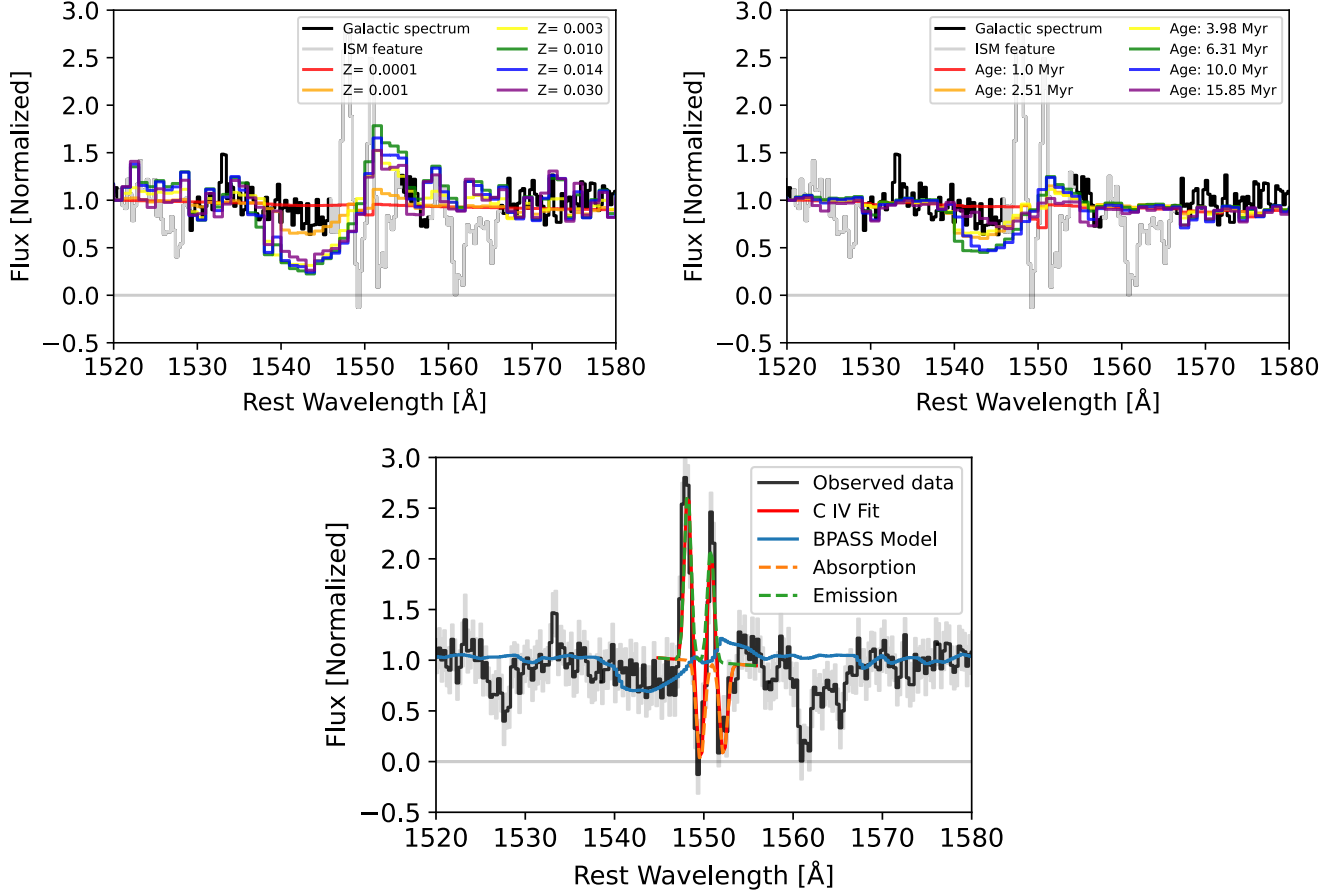 Flux [Normalized]
3.0
2.5
2.0
1.5
1.0
0.5
0.0
−0.5
Galactic spectrum
ISM feature
Z= 0.0001
Z= 0.001
Z= 0.003
Z= 0.010
Z= 0.014
Z= 0.030
1520 1530 1540 1550 1560 1570 1580
Rest Wavelength [Å]
Flux [Normalized]
3.0
2.5
2.0
1.5
1.0
0.5
0.0
−0.5
Galactic spectrum
ISM feature
Age: 1.0 Myr
Age: 2.51 Myr
Age: 3.98 Myr
Age: 6.31 Myr
Age: 10.0 Myr
Age: 15.85 Myr
1520 1530 1540 1550 1560 1570 1580
Rest Wavelength [Å]
Flux [Normalized]
3.0
2.5
2.0
1.5
1.0
0.5
0.0
−0.5
Observed data
C IV Fit
BPASS Model
Absorption
Emission
1520 1530 1540 1550 1560 1570 1580
Rest Wavelength [Å]